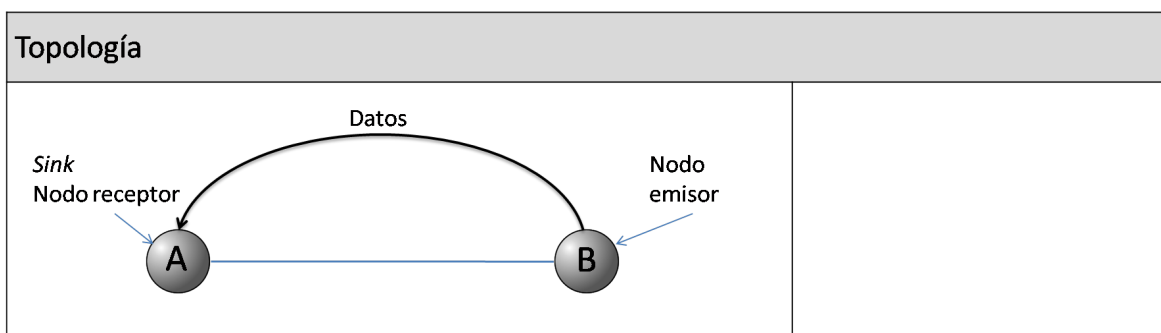 Topología
Datos
Sink
Nodo receptor
Nodo
emisor
A
B